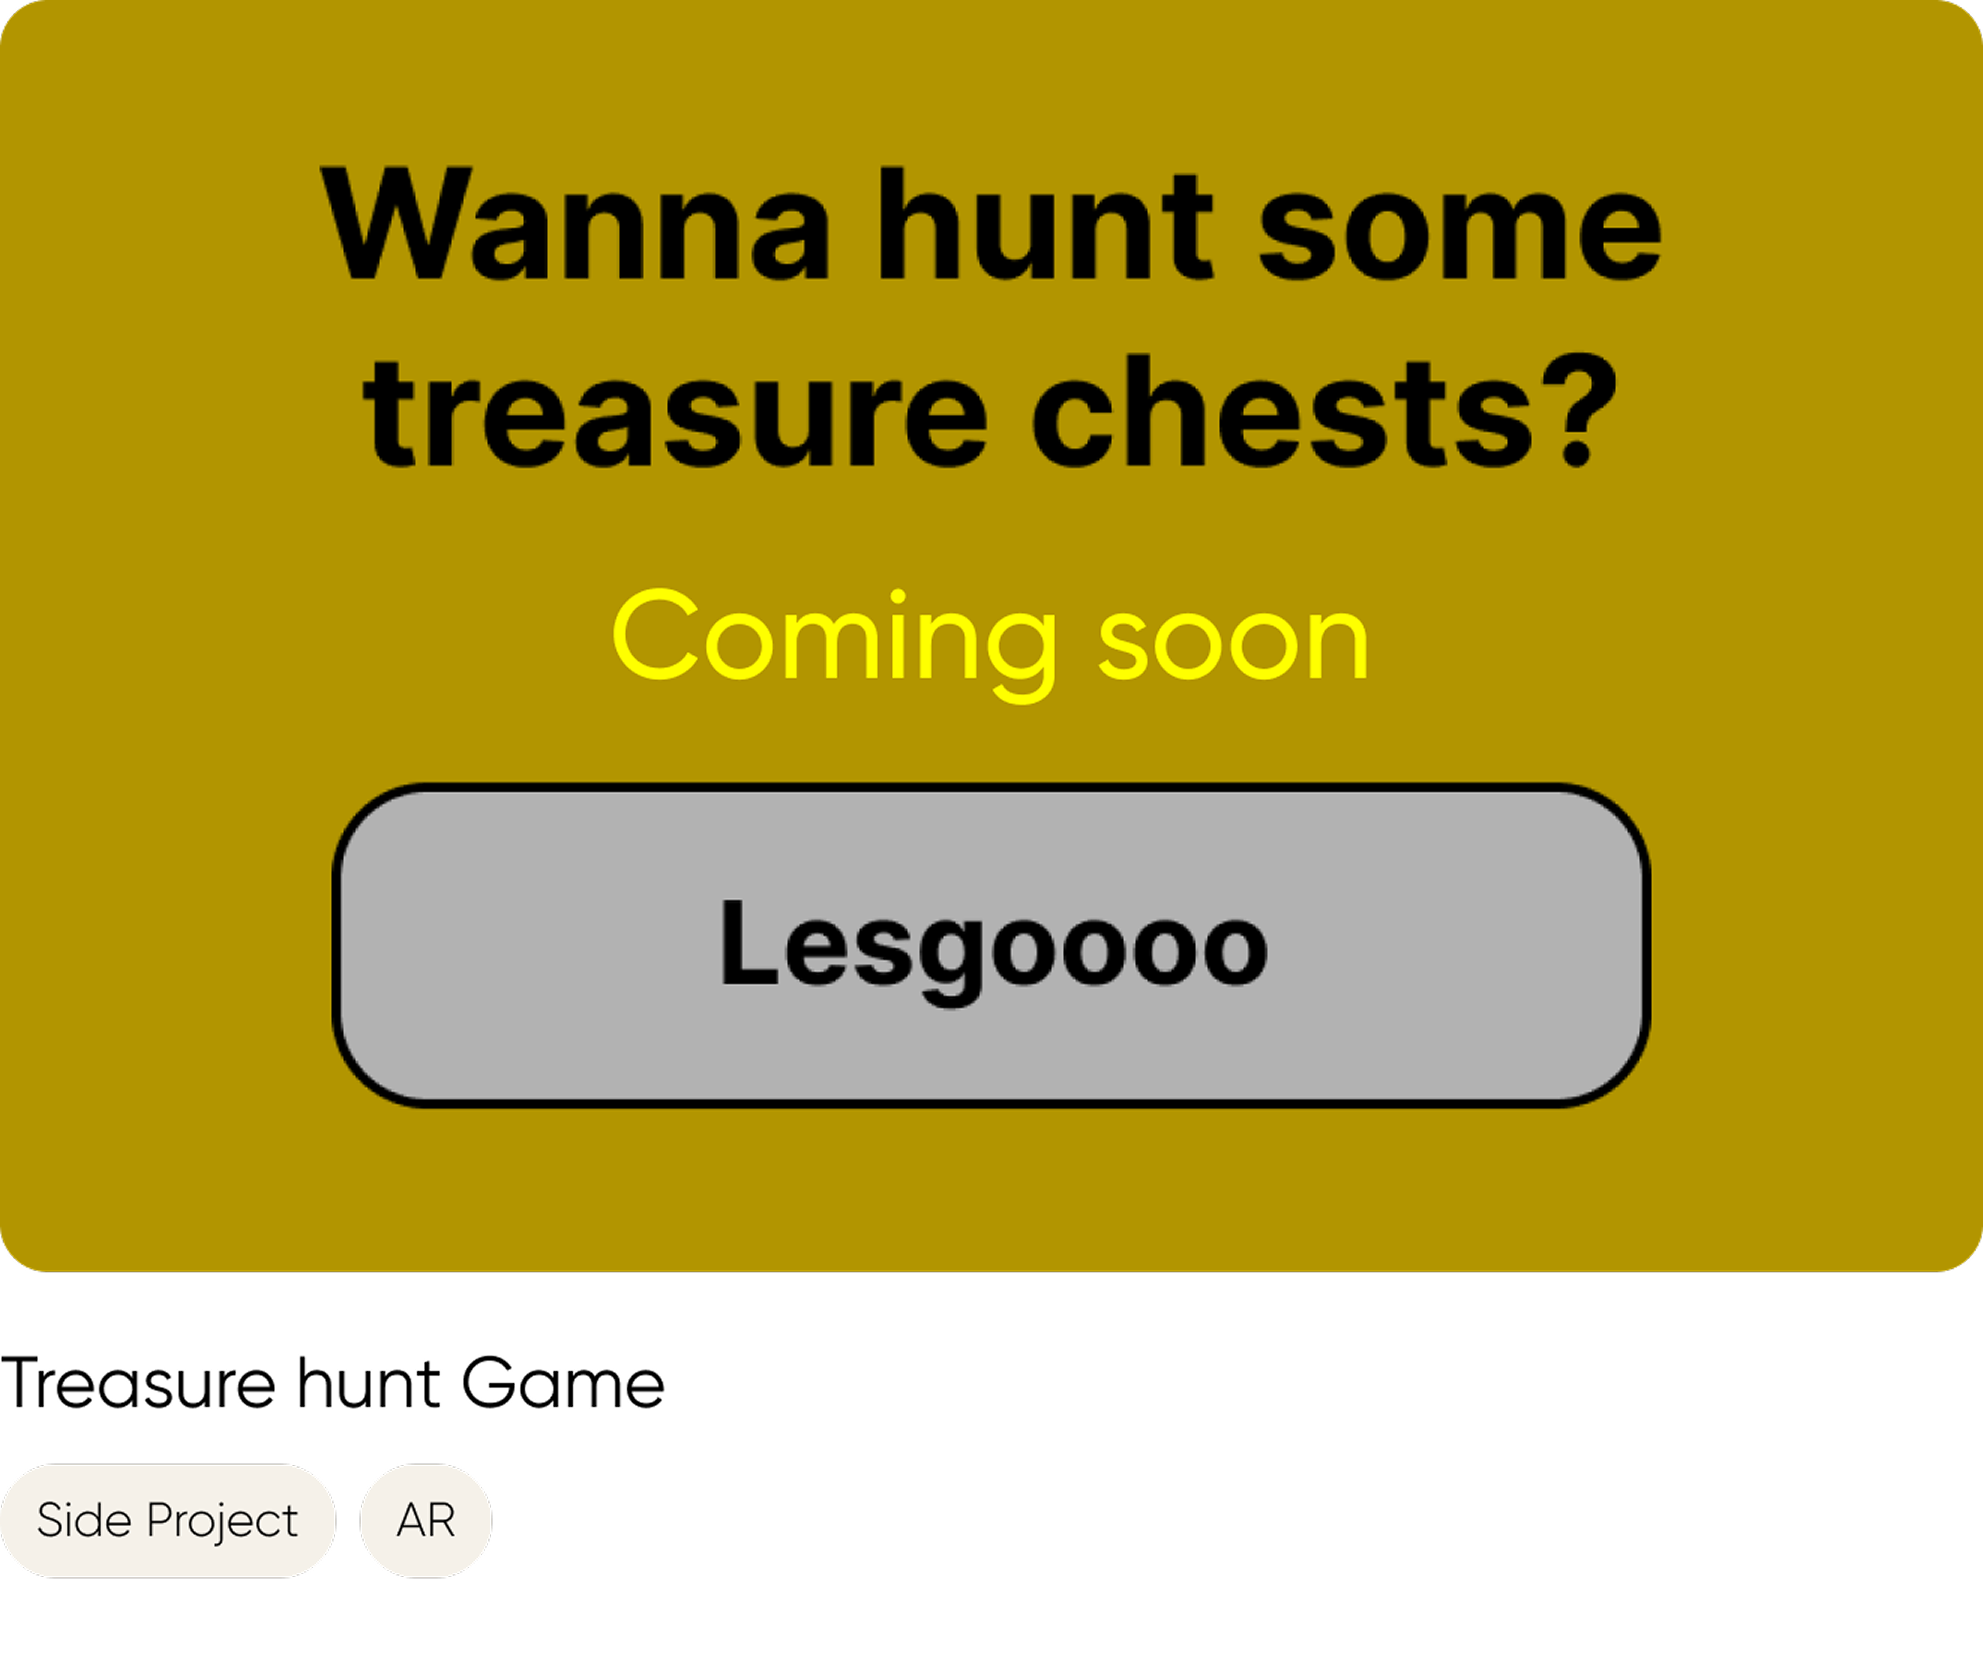 Wanna hunt some
treasure chests?
Coming soon
Lesgoooo
Treasure hunt Game
Side Project
AR